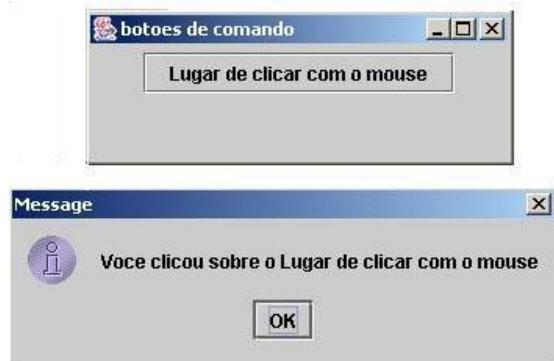 botoes de comando
Lugar de clicar com o mouse
Message
Voce clicou sobre o Lugar de clicar com o mouse
OK